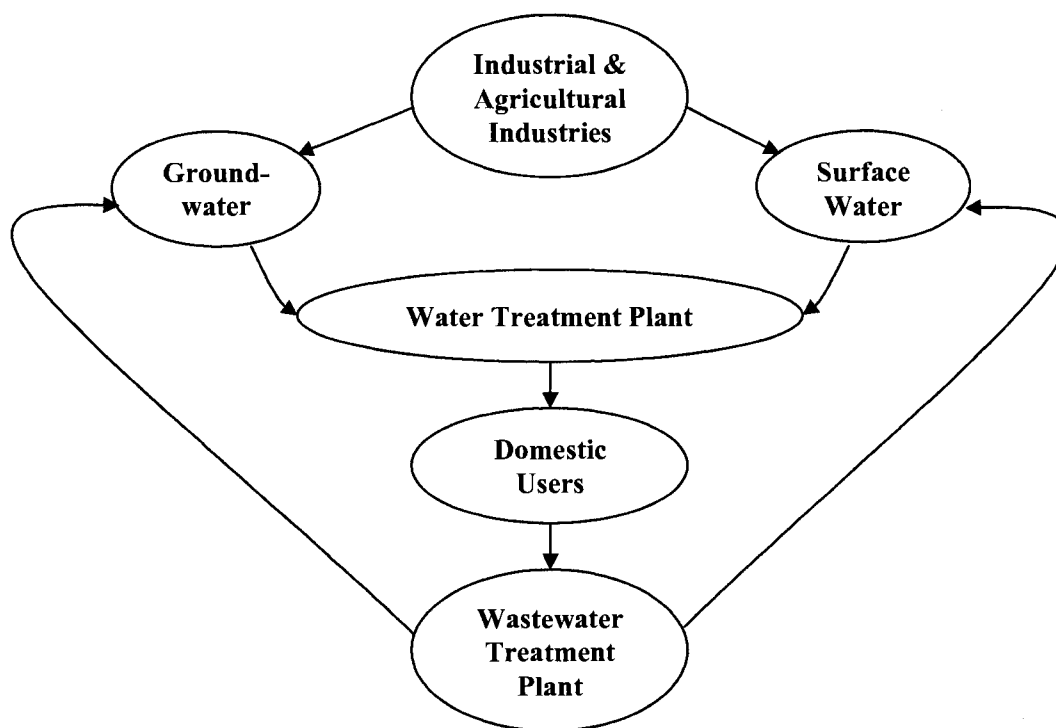 Industrial &
Agricultural
Industries
Ground-
water
Surface
Water
Water Treatment Plant
Domestic
Users
Wastewater
Treatment
Plant